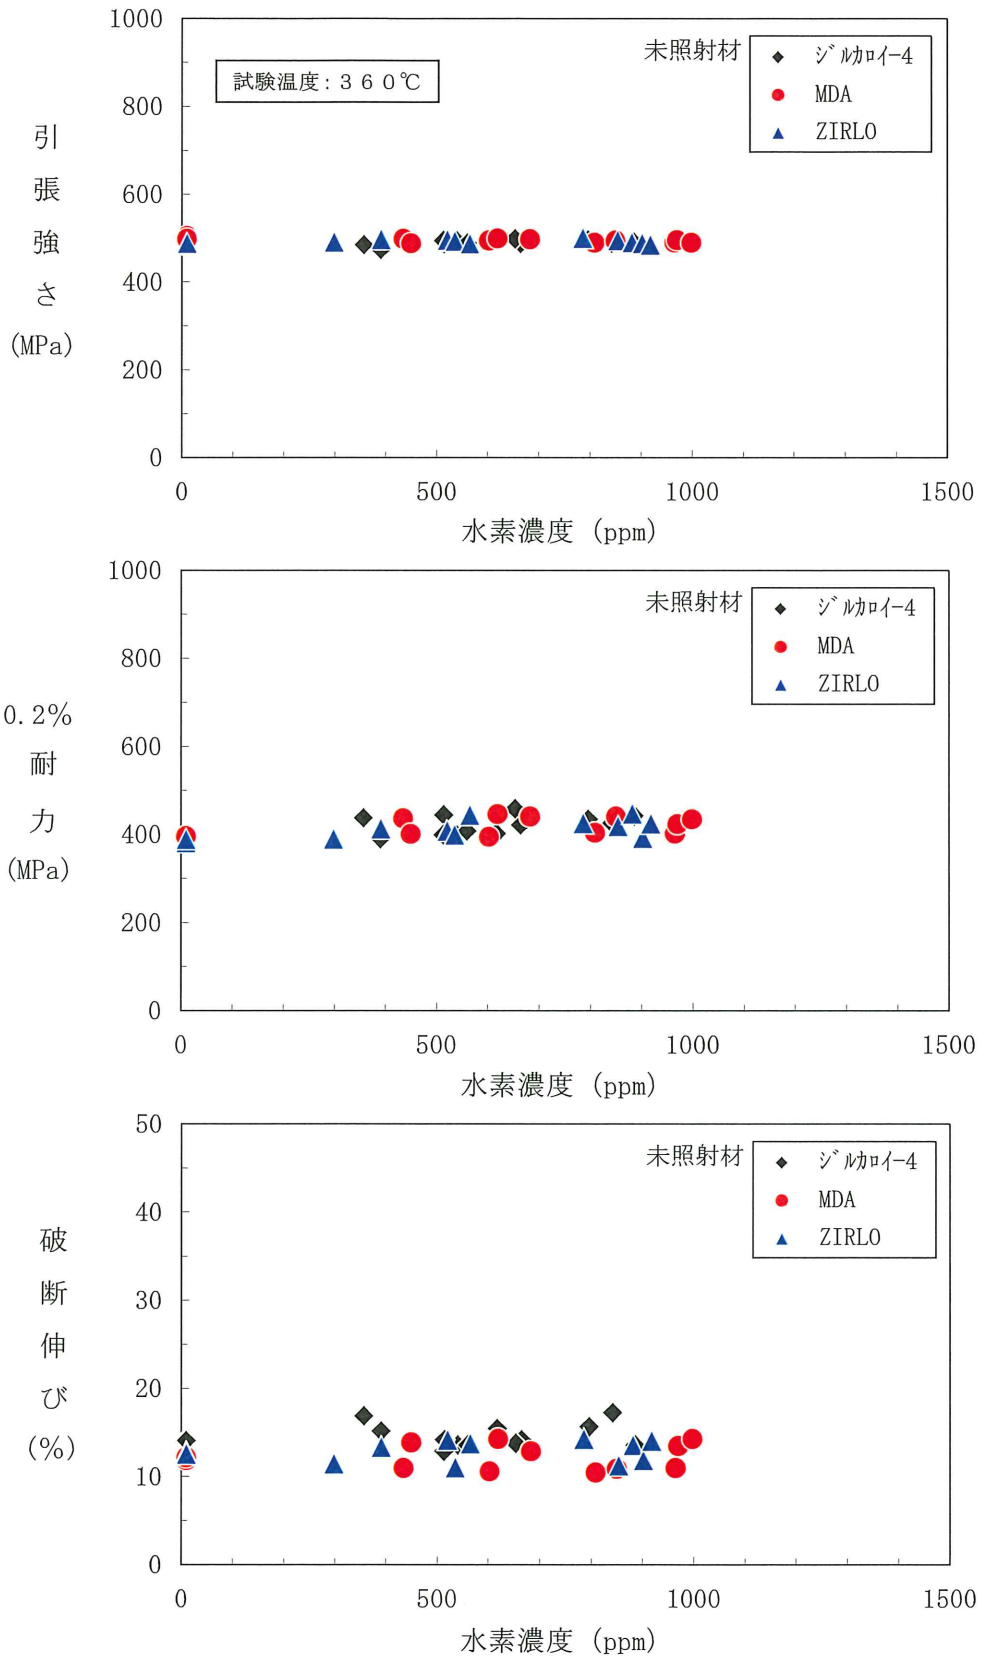 1000
800
600
400
200
0
引
張
強
さ
(MPa)
試験温度：３６０℃
未照射材
ｼﾞﾙｶﾛｲ-4
MDA
ZIRLO
0
500
1000
1500
水素濃度 (ppm)
1000
800
600
400
200
0
0.2%
耐
力
(MPa)
未照射材
ｼﾞﾙｶﾛｲ-4
MDA
ZIRLO
0
500
1000
1500
水素濃度 (ppm)
50
40
30
20
10
0
破
断
伸
び
(%)
未照射材
ｼﾞﾙｶﾛｲ-4
MDA
ZIRLO
0
500
1000
1500
水素濃度 (ppm)